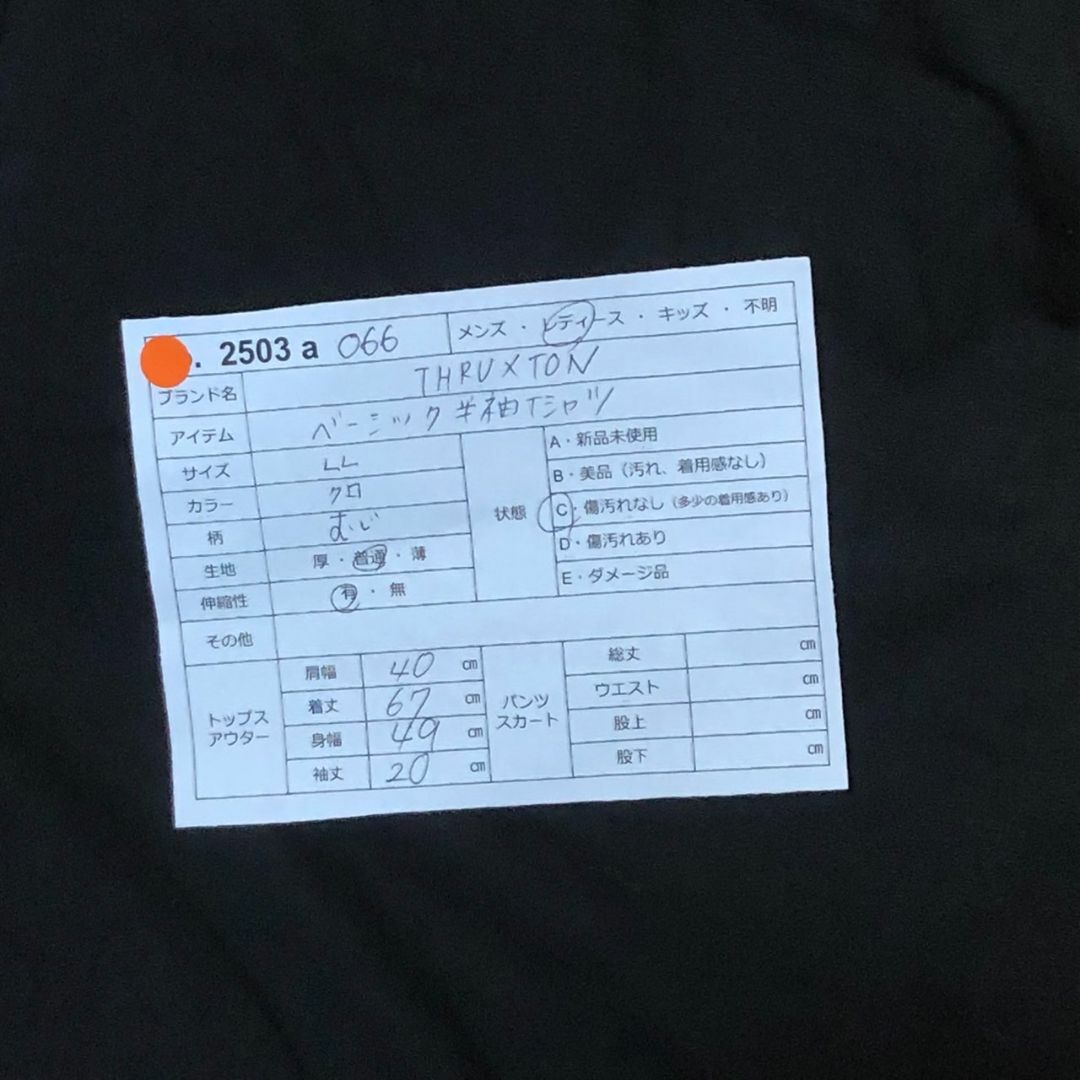 . 2503 a 066 メンズ ・ レディース ・ キッズ ・ 不明
ブランド名 THRUXTON
アイテム ベーシック半袖Tシャツ
サイズ LL
カラー クロ
柄 むじ
生地 厚 ・ 普通 ・ 薄
伸縮性 有 ・ 無
状態
A・新品未使用
B・美品（汚れ、着用感なし）
C・傷汚れなし（多少の着用感あり）
D・傷汚れあり
E・ダメージ品
その他
トップス
アウター
肩幅 40 cm
着丈 67 cm
身幅 49 cm
袖丈 20 cm
パンツ
スカート
総丈 cm
ウエスト cm
股上 cm
股下 cm